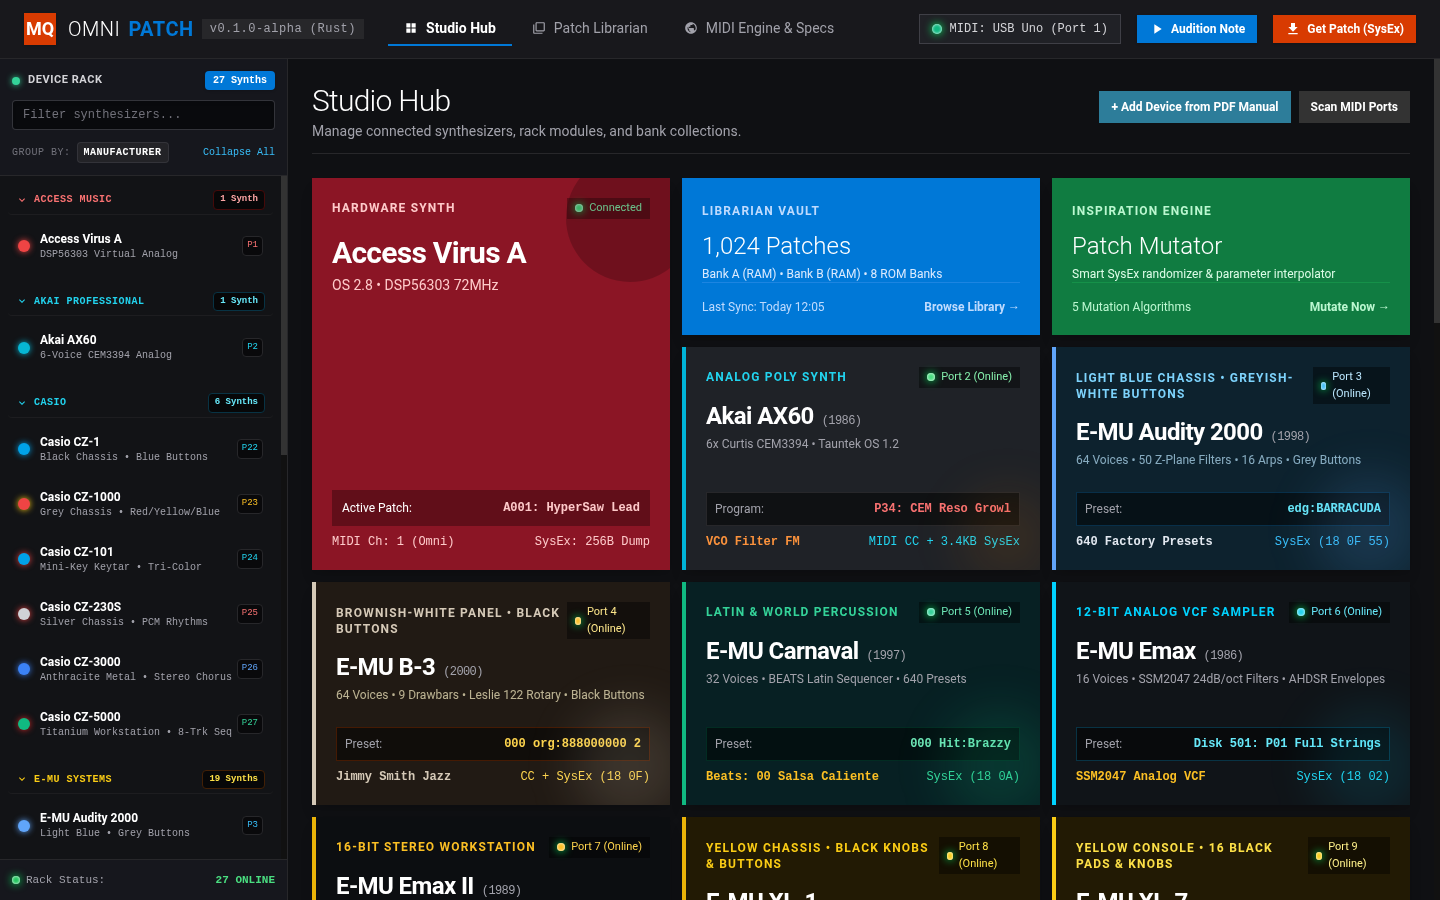 MQ OMNI PATCH v0.1.0-alpha (Rust) Studio Hub Patch Librarian MIDI Engine & Specs MIDI: USB Uno (Port 1) Audition Note Get Patch (SysEx)
DEVICE RACK 27 Synths
Filter synthesizers...
GROUP BY: MANUFACTURER Collapse All
ACCESS MUSIC 1 Synth
Access Virus A
DSP56303 Virtual Analog
P1
AKAI PROFESSIONAL 1 Synth
Akai AX60
6-Voice CEM3394 Analog
P2
CASIO 6 Synths
Casio CZ-1
Black Chassis • Blue Buttons
P22
Casio CZ-1000
Grey Chassis • Red/Yellow/Blue
P23
Casio CZ-101
Mini-Key Keytar • Tri-Color
P24
Casio CZ-230S
Silver Chassis • PCM Rhythms
P25
Casio CZ-3000
Anthracite Metal • Stereo Chorus
P26
Casio CZ-5000
Titanium Workstation • 8-Trk Seq
P27
E-MU SYSTEMS 19 Synths
E-MU Audity 2000
Light Blue • Grey Buttons
P3
Rack Status: 27 ONLINE
Studio Hub
Manage connected synthesizers, rack modules, and bank collections.
+ Add Device from PDF Manual Scan MIDI Ports
HARDWARE SYNTH Connected
Access Virus A
OS 2.8 • DSP56303 72MHz
Active Patch: A001: HyperSaw Lead
MIDI Ch: 1 (Omni) SysEx: 256B Dump
LIBRARIAN VAULT
1,024 Patches
Bank A (RAM) • Bank B (RAM) • 8 ROM Banks
Last Sync: Today 12:05 Browse Library →
INSPIRATION ENGINE
Patch Mutator
Smart SysEx randomizer & parameter interpolator
5 Mutation Algorithms Mutate Now →
ANALOG POLY SYNTH Port 2 (Online)
Akai AX60 (1986)
6x Curtis CEM3394 • Tauntek OS 1.2
Program: P34: CEM Reso Growl
VCO Filter FM MIDI CC + 3.4KB SysEx
LIGHT BLUE CHASSIS • GREYISH-
WHITE BUTTONS
Port 3
(Online)
E-MU Audity 2000 (1998)
64 Voices • 50 Z-Plane Filters • 16 Arps • Grey Buttons
Preset: edg:BARRACUDA
640 Factory Presets SysEx (18 0F 55)
BROWNISH-WHITE PANEL • BLACK
BUTTONS
Port 4
(Online)
E-MU B-3 (2000)
64 Voices • 9 Drawbars • Leslie 122 Rotary • Black Buttons
Preset: 000 org:888000000 2
Jimmy Smith Jazz CC + SysEx (18 0F)
LATIN & WORLD PERCUSSION Port 5 (Online)
E-MU Carnaval (1997)
32 Voices • BEATS Latin Sequencer • 640 Presets
Preset: 000 Hit:Brazzy
Beats: 00 Salsa Caliente SysEx (18 0A)
12-BIT ANALOG VCF SAMPLER Port 6 (Online)
E-MU Emax (1986)
16 Voices • SSM2047 24dB/oct Filters • AHDSR Envelopes
Preset: Disk 501: P01 Full Strings
SSM2047 Analog VCF SysEx (18 02)
16-BIT STEREO WORKSTATION Port 7 (Online)
E-MU Emax II (1989)
YELLOW CHASSIS • BLACK KNOBS
& BUTTONS
Port 8
(Online)
E-MU XL-1
YELLOW CONSOLE • 16 BLACK
PADS & KNOBS
Port 9
(Online)
E-MU XL-7